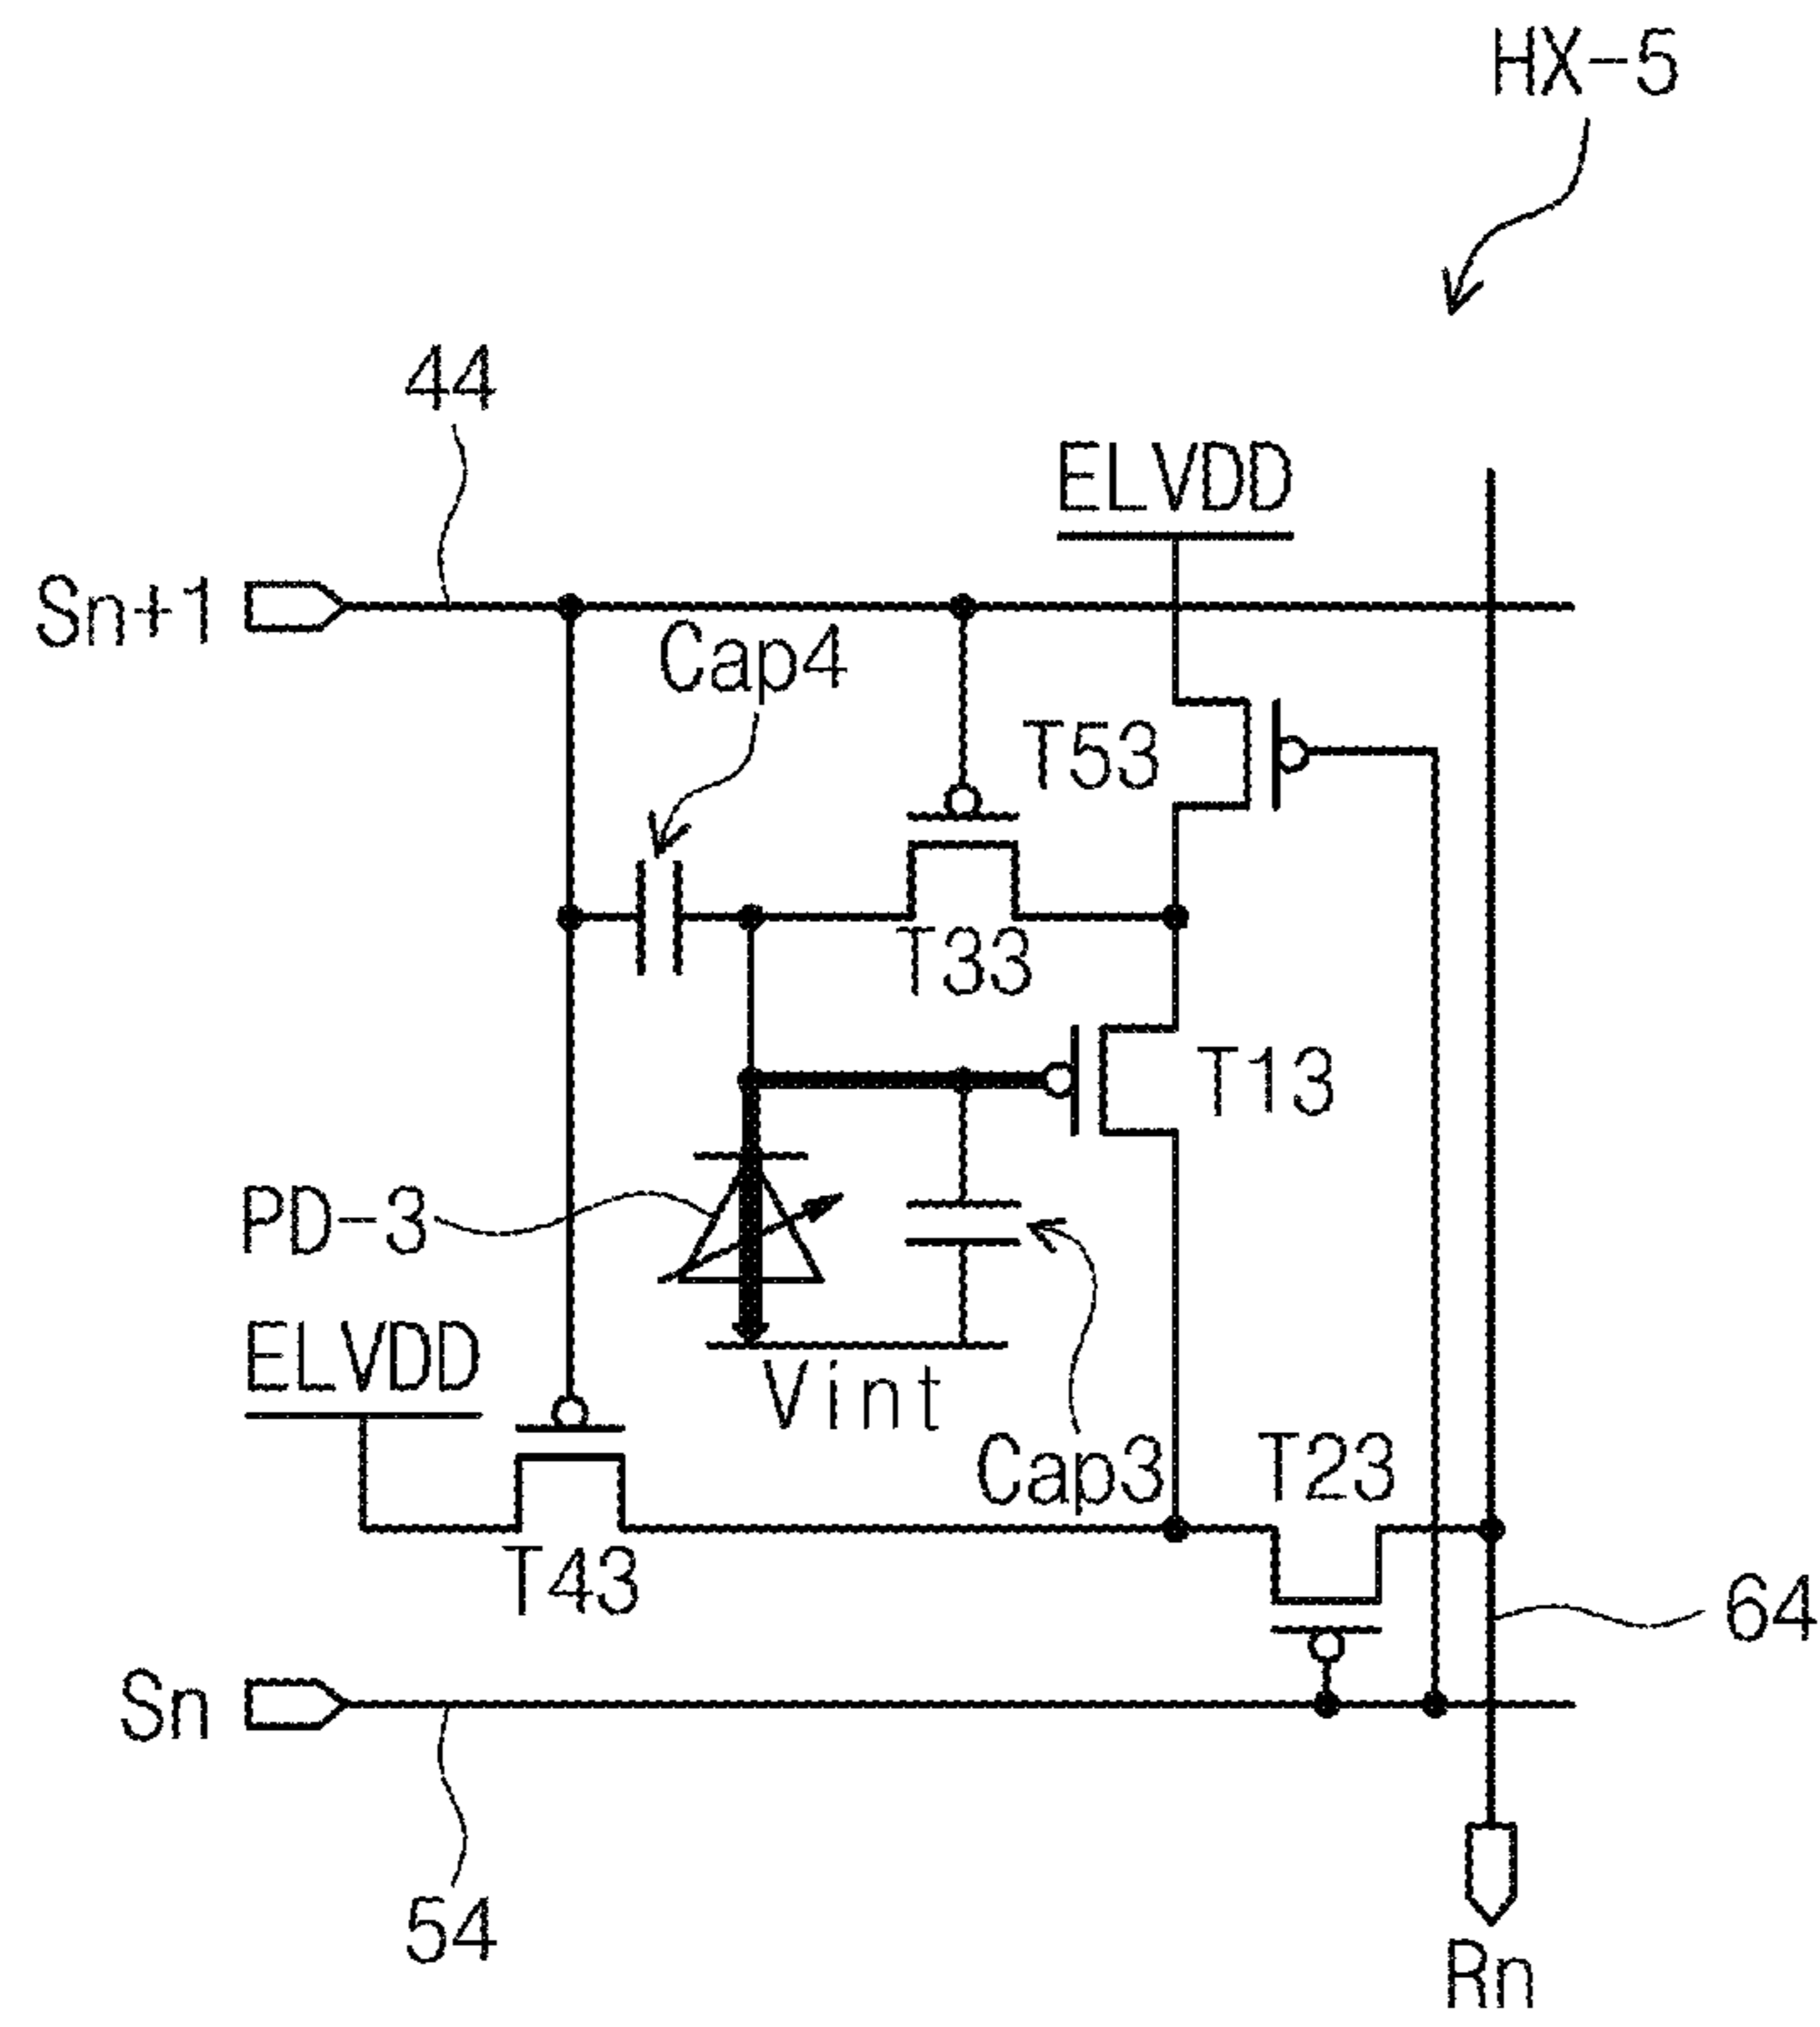 HX-5
44
ELVDD
Sn+1
Cap4
T53
T33
T13
PD-3
ELVDD
Vint
Cap3
T23
T43
64
Sn
54
Rn